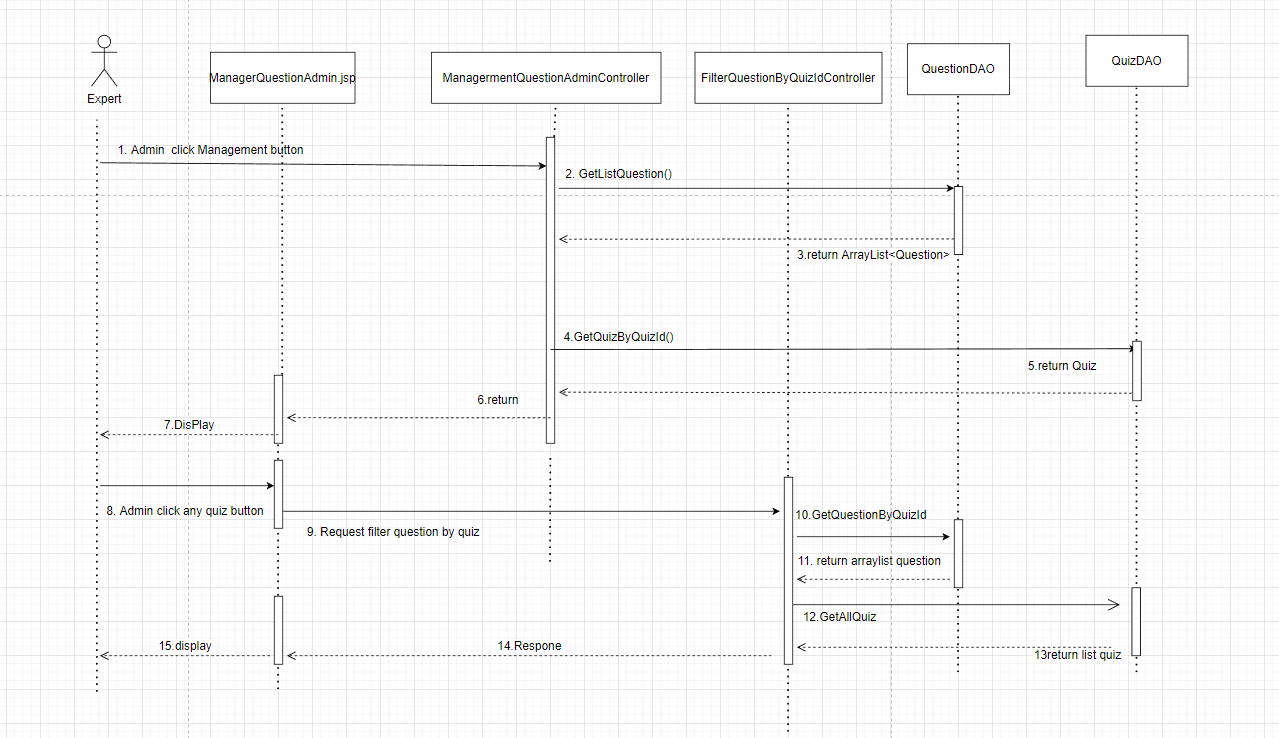 Expert
ManagerQuestionAdmin.jsp
ManagermentQuestionAdminController
FilterQuestionByQuizIdController
QuestionDAO
QuizDAO
1. Admin click Management button
2. GetListQuestion()
3.return ArrayList<Question>
4.GetQuizByQuizId()
5.return Quiz
6.return
7.DisPlay
8. Admin click any quiz button
9. Request filter question by quiz
10.GetQuestionByQuizId
11. return arraylist question
12.GetAllQuiz
13return list quiz
14.Respone
15.display